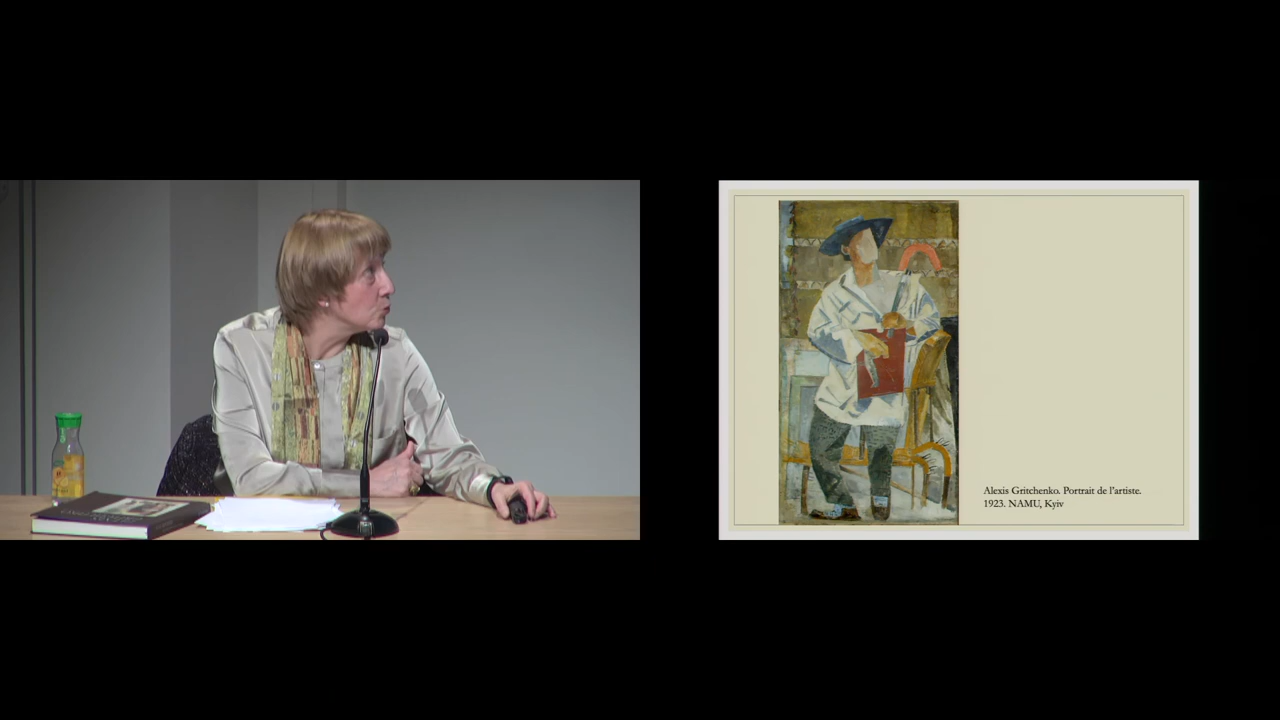 Alexis Gritchenko. Portrait de l'artiste.
1923. NAMU, Kyiv